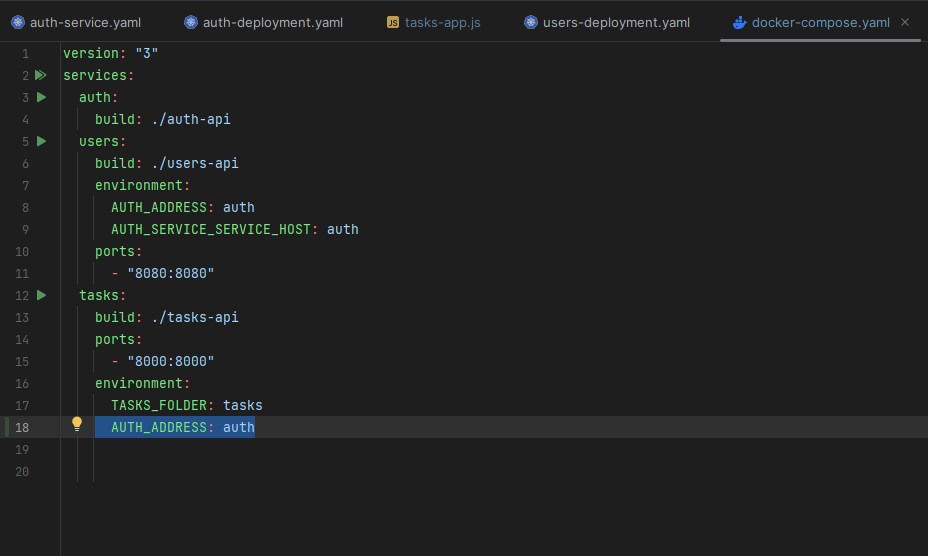 auth-service.yaml auth-deployment.yaml JS tasks-app.js users-deployment.yaml docker-compose.yaml
1 version: "3"
2 services:
3 auth:
4 build: ./auth-api
5 users:
6 build: ./users-api
7 environment:
8 AUTH_ADDRESS: auth
9 AUTH_SERVICE_SERVICE_HOST: auth
10 ports:
11 - "8080:8080"
12 tasks:
13 build: ./tasks-api
14 ports:
15 - "8000:8000"
16 environment:
17 TASKS_FOLDER: tasks
18 AUTH_ADDRESS: auth
19
20